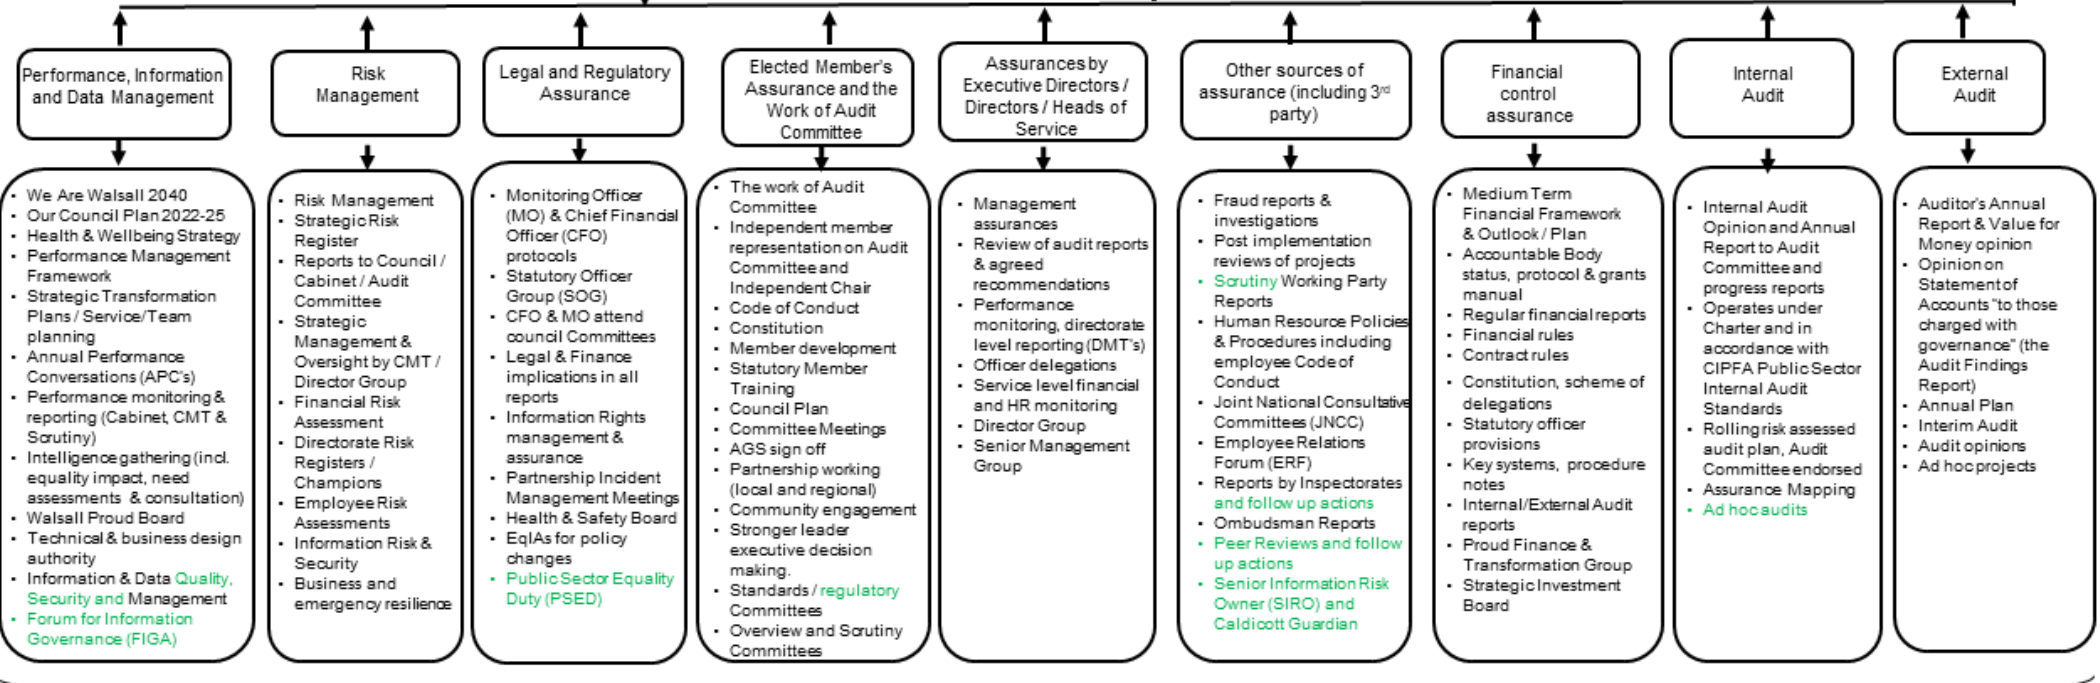 Performance, Information
and Data Management
Risk
Management
Legal and Regulatory
Assurance
Elected Member's
Assurance and the
Work of Audit
Committee
Assurances by
Executive Directors /
Directors / Heads of
Service
Other sources of
assurance (including 3rd
party)
Financial
control
assurance
Internal
Audit
External
Audit
• We Are Walsall 2040
• Our Council Plan 2022-25
• Health & Wellbeing Strategy
• Performance Management
Framework
• Strategic Transformation
Plans / Service/Team
planning
• Annual Performance
Conversations (APC's)
• Performance monitoring &
reporting (Cabinet, CMT &
Scrutiny)
• Intelligence gathering (incl.
equality impact, need
assessments & consultation)
• Walsall Proud Board
• Technical & business design
authority
• Information & Data Quality,
Security and Management
• Forum for Information
Governance (FIGA)
• Risk Management
• Strategic Risk
Register
• Reports to Council /
Cabinet / Audit
Committee
• Strategic
Management &
Oversight by CMT /
Director Group
• Financial Risk
Assessment
• Directorate Risk
Registers /
Champions
• Employee Risk
Assessments
• Information Risk &
Security
• Business and
emergency resilience
• Monitoring Officer
(MO) & Chief Financial
Officer (CFO)
protocols
• Statutory Officer
Group (SOG)
• CFO & MO attend
council Committees
• Legal & Finance
implications in all
reports
• Information Rights
management &
assurance
• Partnership Incident
Management Meetings
• Health & Safety Board
• EqIAs for policy
changes
• Public Sector Equality
Duty (PSED)
• The work of Audit
Committee
• Independent member
representation on Audit
Committee and
Independent Chair
• Code of Conduct
• Constitution
• Member development
• Statutory Member
Training
• Council Plan
• Committee Meetings
• AGS sign off
• Partnership working
(local and regional)
• Community engagement
• Stronger leader
executive decision
making.
• Standards / regulatory
Committees
• Overview and Scrutiny
Committees
• Management
assurances
• Review of audit reports
& agreed
recommendations
• Performance
monitoring, directorate
level reporting (DMT's)
• Officer delegations
• Service level financial
and HR monitoring
• Director Group
• Senior Management
Group
• Fraud reports &
investigations
• Post implementation
reviews of projects
• Scrutiny Working Party
Reports
• Human Resource Policies
& Procedures including
employee Code of
Conduct
• Joint National Consultative
Committees (JNCC)
• Employee Relations
Forum (ERF)
• Reports by Inspectorates
and follow up actions
• Ombudsman Reports
• Peer Reviews and follow
up actions
• Senior Information Risk
Owner (SIRO) and
Caldicott Guardian
• Medium Term
Financial Framework
& Outlook / Plan
• Accountable Body
status, protocol & grants
manual
• Regular financial reports
• Financial rules
• Contract rules
• Constitution, scheme of
delegations
• Statutory officer
provisions
• Key systems, procedure
notes
• Internal/External Audit
reports
• Proud Finance &
Transformation Group
• Strategic Investment
Board
• Internal Audit
Opinion and Annual
Report to Audit
Committee and
progress reports
• Operates under
Charter and in
accordance with
CIPFA Public Sector
Internal Audit
Standards
• Rolling risk assessed
audit plan, Audit
Committee endorsed
• Assurance Mapping
• Ad hoc audits
• Auditor's Annual
Report & Value for
Money opinion
• Opinion on
Statement of
Accounts "to those
charged with
governance" (the
Audit Findings
Report)
• Annual Plan
• Interim Audit
• Audit opinions
• Ad hoc projects